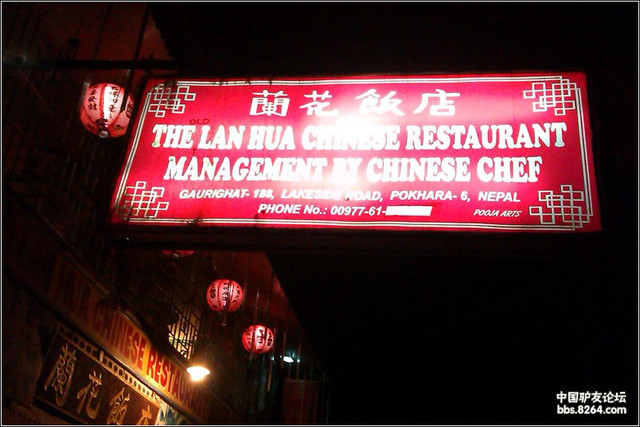 蘭花飯店
OLD
THE LAN HUA CHINESE RESTAURANT
MANAGEMENT BY CHINESE CHEF
GAURIGHAT- 188, LAKESIDE ROAD, POKHARA- 6, NEPAL
PHONE No.: 00977-61-
POOJA ARTS
CHINESE RESTAURANT
蘭花飯店
中国驴友论坛
bbs.8264.com